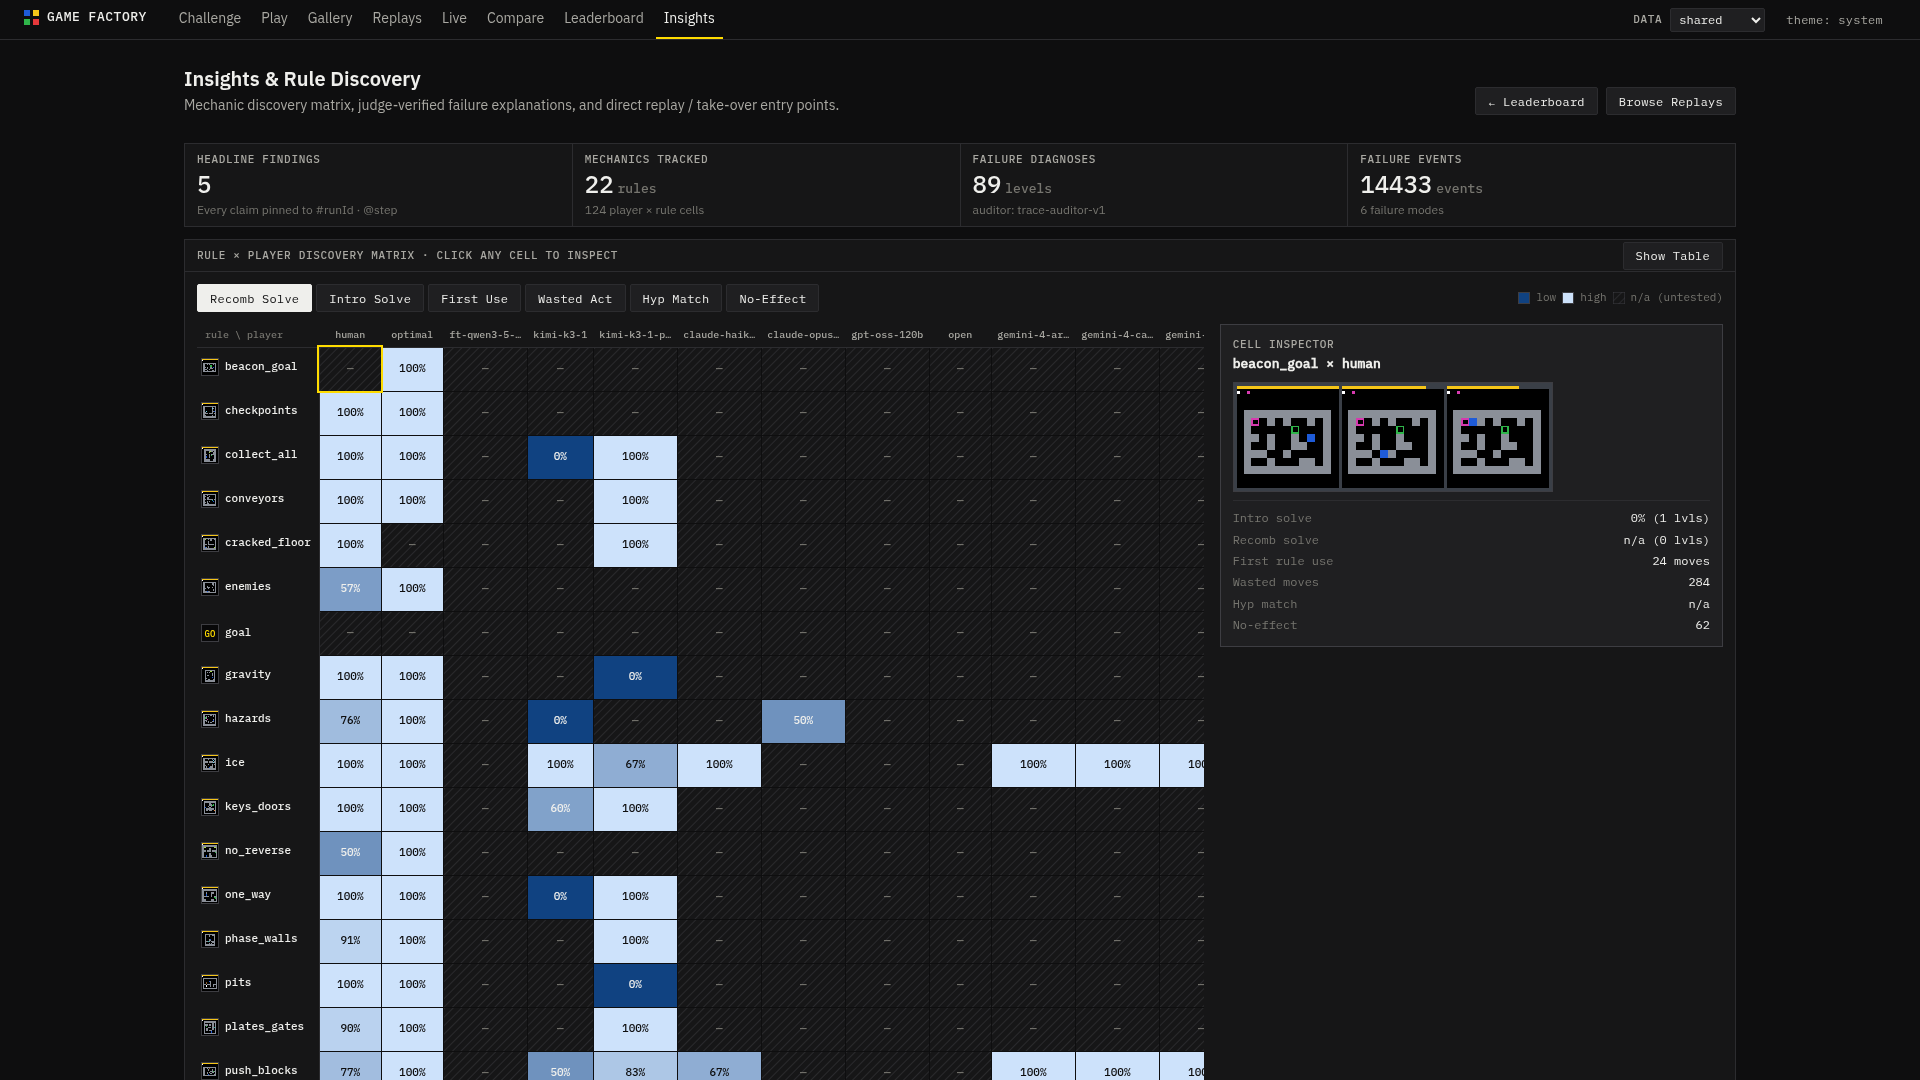 GAME FACTORY
Challenge Play Gallery Replays Live Compare Leaderboard Insights
DATA shared theme: system
Insights & Rule Discovery
Mechanic discovery matrix, judge-verified failure explanations, and direct replay / take-over entry points.
← Leaderboard Browse Replays
HEADLINE FINDINGS
5
Every claim pinned to #runId · @step
MECHANICS TRACKED
22 rules
124 player × rule cells
FAILURE DIAGNOSES
89 levels
auditor: trace-auditor-v1
FAILURE EVENTS
14433 events
6 failure modes
RULE × PLAYER DISCOVERY MATRIX · CLICK ANY CELL TO INSPECT
Show Table
Recomb Solve Intro Solve First Use Wasted Act Hyp Match No-Effect
low high n/a (untested)
rule \ player human optimal ft-qwen3-5-… kimi-k3-1 kimi-k3-1-p… claude-haik… claude-opus… gpt-oss-120b open gemini-4-ar… gemini-4-ca… gemini-
beacon_goal – 100% – – – – – – – – – –
checkpoints 100% 100% – – – – – – – – – –
collect_all 100% 100% – 0% 100% – – – – – – –
conveyors 100% 100% – – 100% – – – – – – –
cracked_floor 100% – – – 100% – – – – – – –
enemies 57% 100% – – – – – – – – – –
GO goal – – – – – – – – – – – –
gravity 100% 100% – – 0% – – – – – – –
hazards 76% 100% – 0% – – 50% – – – – –
ice 100% 100% – 100% 67% 100% – – – 100% 100% 100
keys_doors 100% 100% – 60% 100% – – – – – – –
no_reverse 50% 100% – – – – – – – – – –
one_way 100% 100% – 0% 100% – – – – – – –
phase_walls 91% 100% – – 100% – – – – – – –
pits 100% 100% – – 0% – – – – – – –
plates_gates 90% 100% – – 100% – – – – – – –
push_blocks 77% 100% – 50% 83% 67% – – – 100% 100% 100
CELL INSPECTOR
beacon_goal × human
Intro solve 0% (1 lvls)
Recomb solve n/a (0 lvls)
First rule use 24 moves
Wasted moves 284
Hyp match n/a
No-effect 62